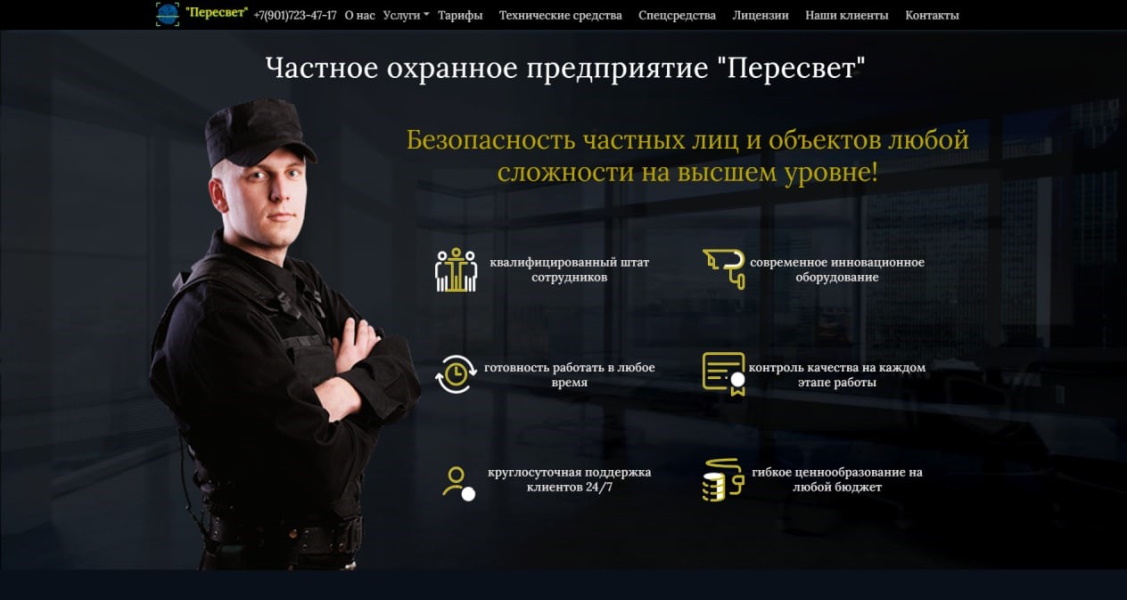 "Пересвет" +7(901)723-47-17 О нас Услуги Тарифы Технические средства Спецсредства Лицензии Наши клиенты Контакты
Частное охранное предприятие "Пересвет"
Безопасность частных лиц и объектов любой
сложности на высшем уровне!
квалифицированный штат
сотрудников
современное инновационное
оборудование
готовность работать в любое
время
контроль качества на каждом
этапе работы
круглосуточная поддержка
клиентов 24/7
гибкое ценнообразование на
любой бюджет